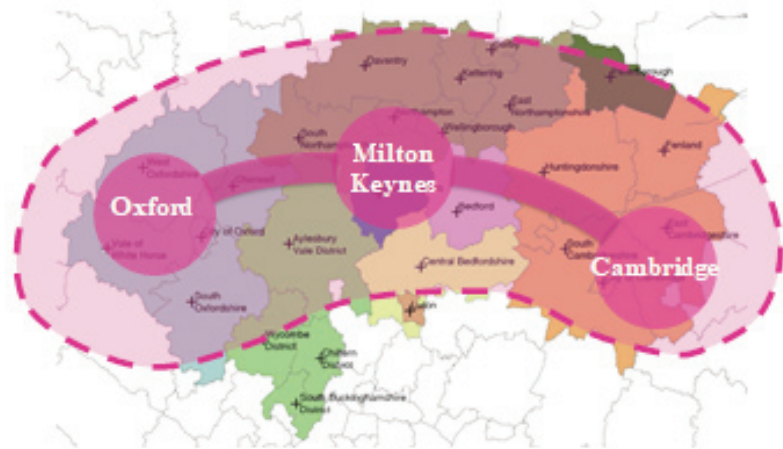 Corby
Daventry
Kettering
Peterborough
East
Northamptonshire
Northampton
Wellingborough
South
Milton
Keynes
Fenland
Huntingdonshire
West
Oxfordshire
Cherwell
Oxford
Bedford
City of Oxford
Vale of
White Horse
Aylesbury
Vale District
East
Cambridgeshire
South
Cambridge
Central Bedfordshire
South
Oxfordshire
Luton
Wycombe
District
Chiltern
District
South Buckinghamshire
District